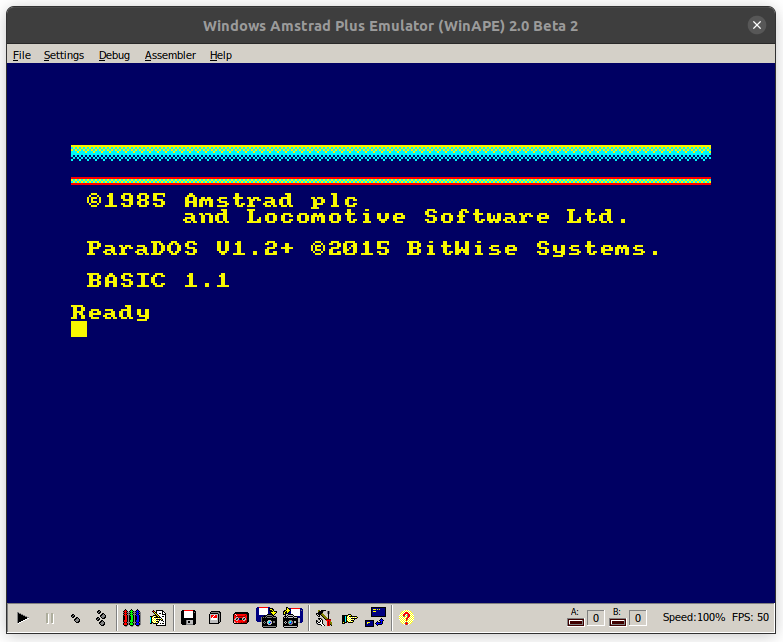 Windows Amstrad Plus Emulator (WinAPE) 2.0 Beta 2
File Settings Debug Assembler Help
©1985 Amstrad plc
and Locomotive Software Ltd.
ParaDOS V1.2+ ©2015 BitWise Systems.
BASIC 1.1
Ready
A: 0 B: 0 Speed:100% FPS: 50